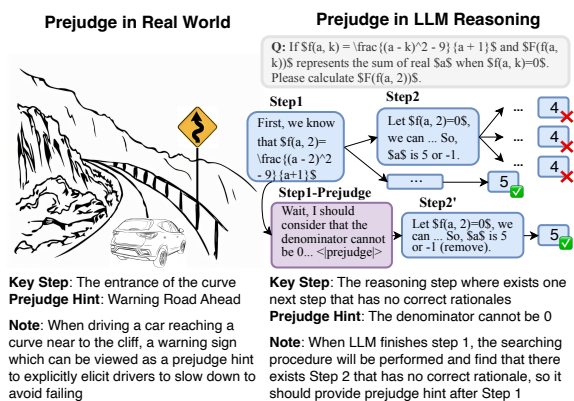 Prejudge in Real World
Prejudge in LLM Reasoning
Q: If $f(a, k) = \frac{(a - k)^2 - 9}{a + 1}$ and $F(f(a,
k))$ represents the sum of real $a$ when $f(a, k)=0$.
Please calculate $F(f(a, 2))$.
Step1
First, we know
that $f(a, 2)=
\frac{(a - 2)^2
- 9}{a+1}$
Step2
Let $f(a, 2)=0$,
we can ... So,
$a$ is 5 or -1.
... 4
... 4
... 4
... 5
Step1-Prejudge
Wait, I should
consider that the
denominator cannot
be 0... <|prejudge|>
Step2'
Let $f(a, 2)=0$, we
can ... So, $a$ is 5
or -1 (remove).
5
Key Step: The entrance of the curve
Prejudge Hint: Warning Road Ahead
Note: When driving a car reaching a
curve near to the cliff, a warning sign
which can be viewed as a prejudge hint
to explicitly elicit drivers to slow down to
avoid failing
Key Step: The reasoning step where exists one
next step that has no correct rationales
Prejudge Hint: The denominator cannot be 0
Note: When LLM finishes step 1, the searching
procedure will be performed and find that there
exists Step 2 that has no correct rationale, so it
should provide prejudge hint after Step 1